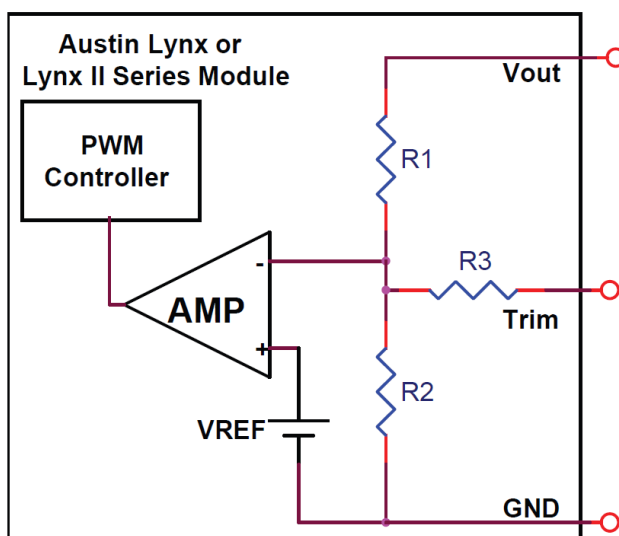 Austin Lynx or
Lynx II Series Module
Vout
PWM
Controller
R1
-
AMP
+
R3
Trim
R2
VREF
GND